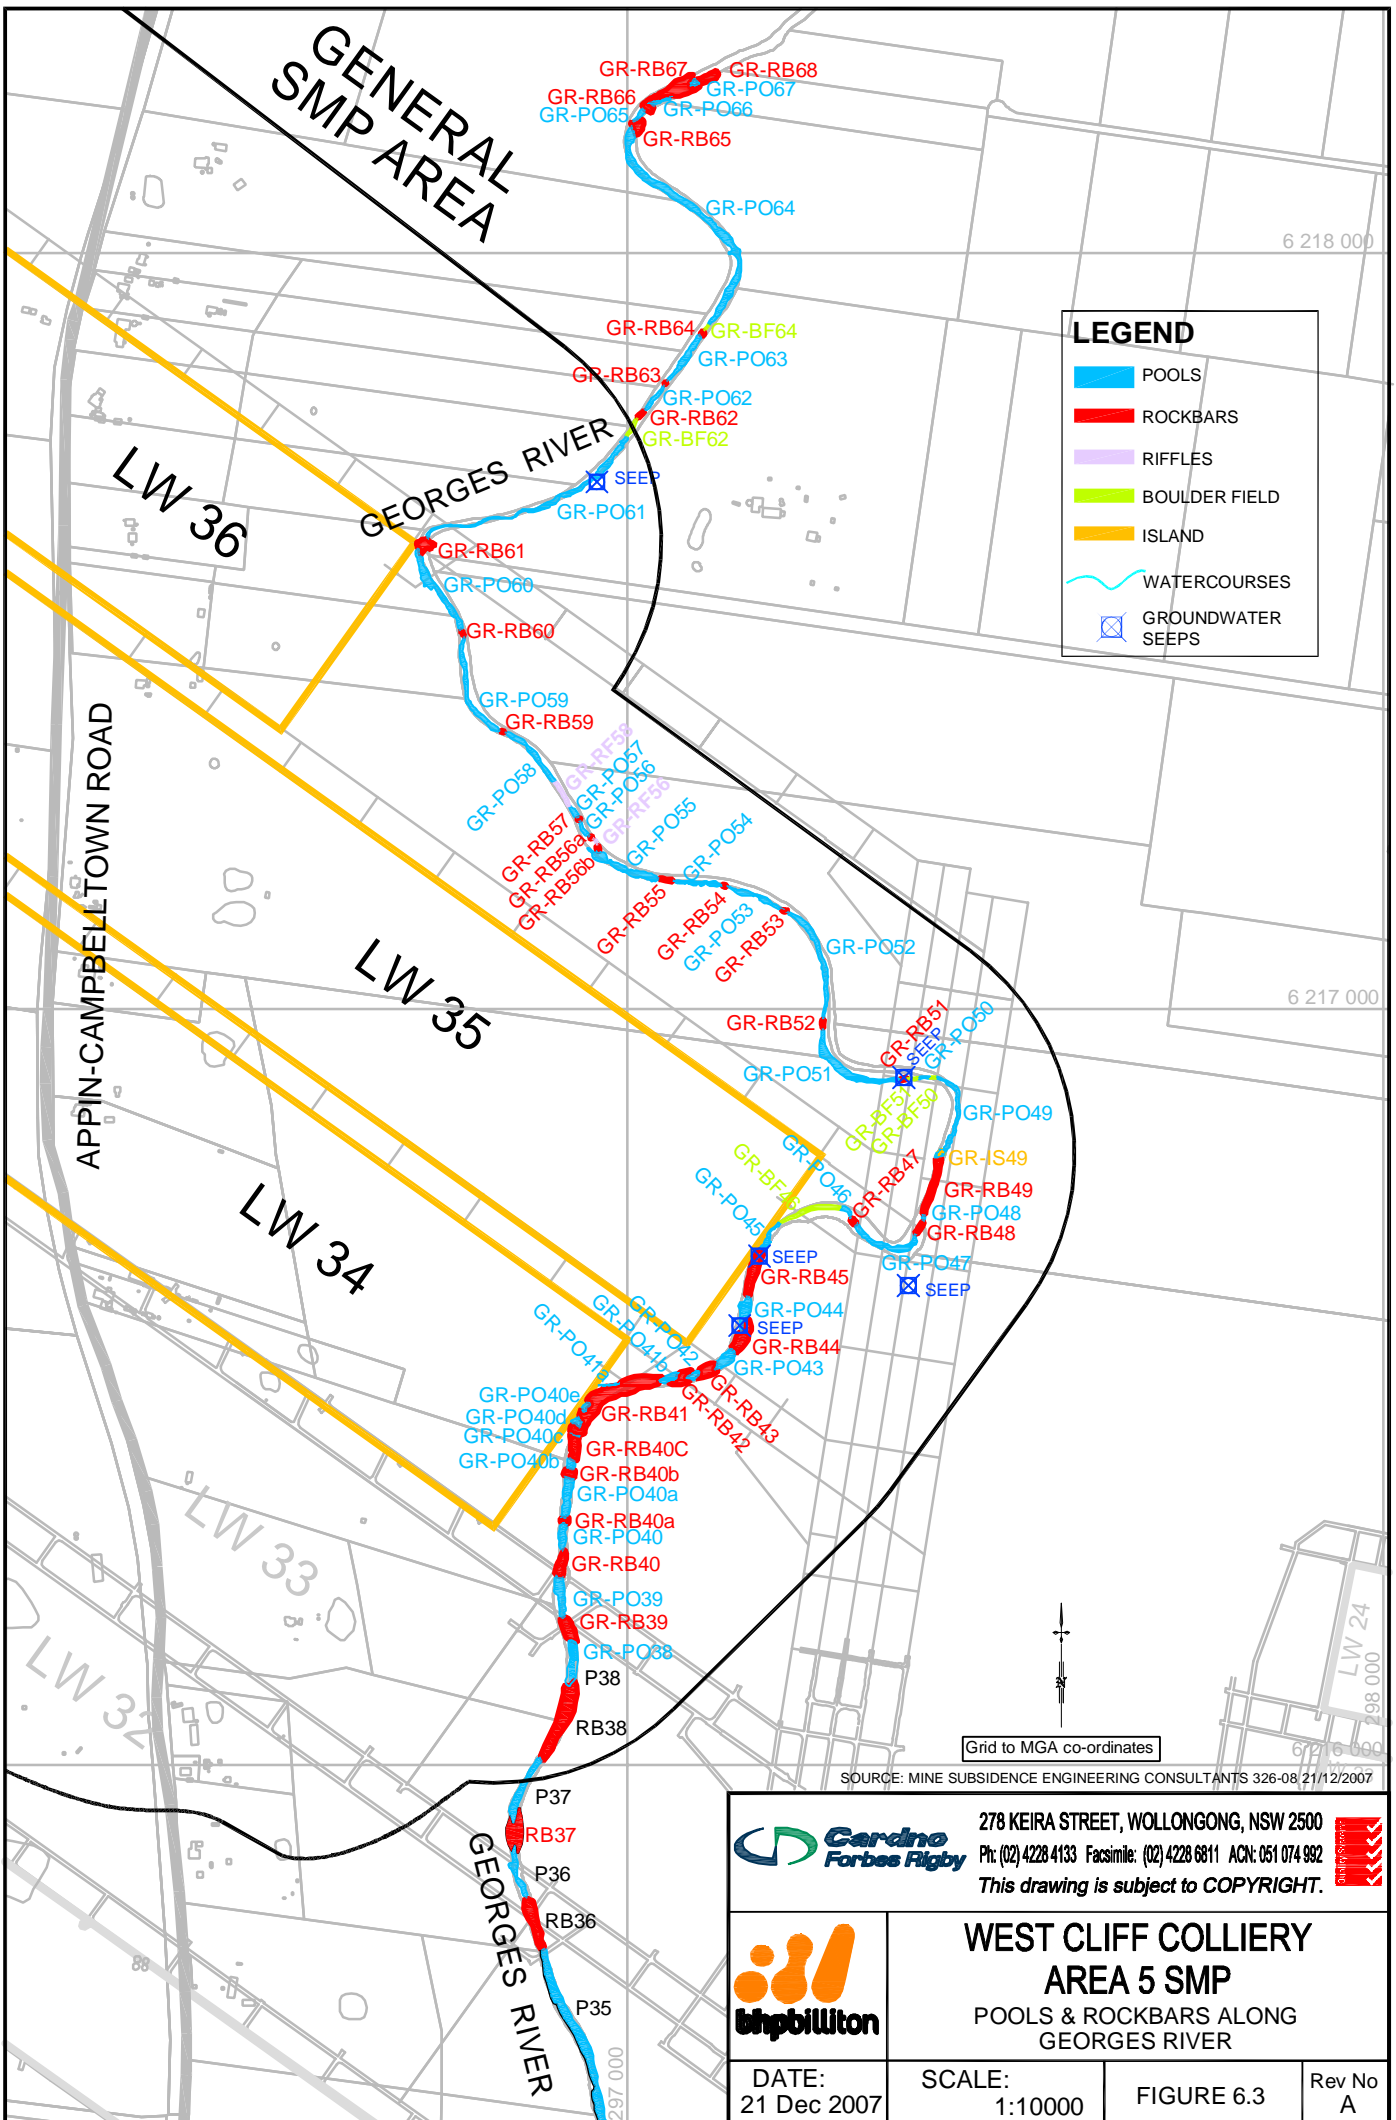 GENERAL
SMP AREA
GR-RB67
GR-RB68
GR-PO67
GR-RB66
GR-PO66
GR-PO65
GR-RB65
GR-PO64
6 218 000
GR-RB64
GR-BF64
GR-PO63
GR-RB63
GR-PO62
GR-RB62
GR-BF62
GEORGES RIVER
SEEP
GR-PO61
LW 36
GR-RB61
GR-PO60
GR-RB60
GR-PO59
GR-RB59
GR-RF58
GR-PO58
GR-PO57
GR-PO56
GR-RF56
GR-RB57
GR-RB56a
GR-RB56b
GR-PO55
GR-PO54
GR-RB55
GR-RB54
GR-PO53
GR-RB53
GR-PO52
LEGEND
POOLS
ROCKBARS
RIFFLES
BOULDER FIELD
ISLAND
WATERCOURSES
GROUNDWATER
SEEPS
APPIN-CAMPBELLTOWN ROAD
LW 35
6 217 000
GR-RB52
GR-RB51
SEEP
GR-PO50
GR-PO51
GR-BF51
GR-BF50
GR-PO49
GR-IS49
GR-RB49
GR-PO48
GR-RB48
GR-RB47
GR-PO47
SEEP
GR-PO46
GR-BF46
GR-PO45
SEEP
GR-RB45
GR-PO44
SEEP
GR-RB44
GR-PO43
LW 34
GR-PO42
GR-PO41b
GR-PO41a
GR-RB43
GR-RB42
GR-PO40e
GR-RB41
GR-PO40d
GR-PO40c
GR-RB40C
GR-PO40b
GR-RB40b
GR-PO40a
GR-RB40a
GR-PO40
GR-RB40
GR-PO39
GR-RB39
GR-PO38
P38
RB38
LW 33
LW 32
LW 24
298 000
6 216 000
N
Grid to MGA co-ordinates
SOURCE: MINE SUBSIDENCE ENGINEERING CONSULTANTS 326-08 21/12/2007
P37
RB37
P36
RB36
P35
GEORGES RIVER
297 000
Cardno
Forbes Rigby
278 KEIRA STREET, WOLLONGONG, NSW 2500
Ph: (02) 4228 4133 Facsimile: (02) 4228 6811 ACN: 051 074 992
This drawing is subject to COPYRIGHT.
bhpbilliton
WEST CLIFF COLLIERY
AREA 5 SMP
POOLS & ROCKBARS ALONG
GEORGES RIVER
DATE:
21 Dec 2007
SCALE:
1:10000
FIGURE 6.3
Rev No
A